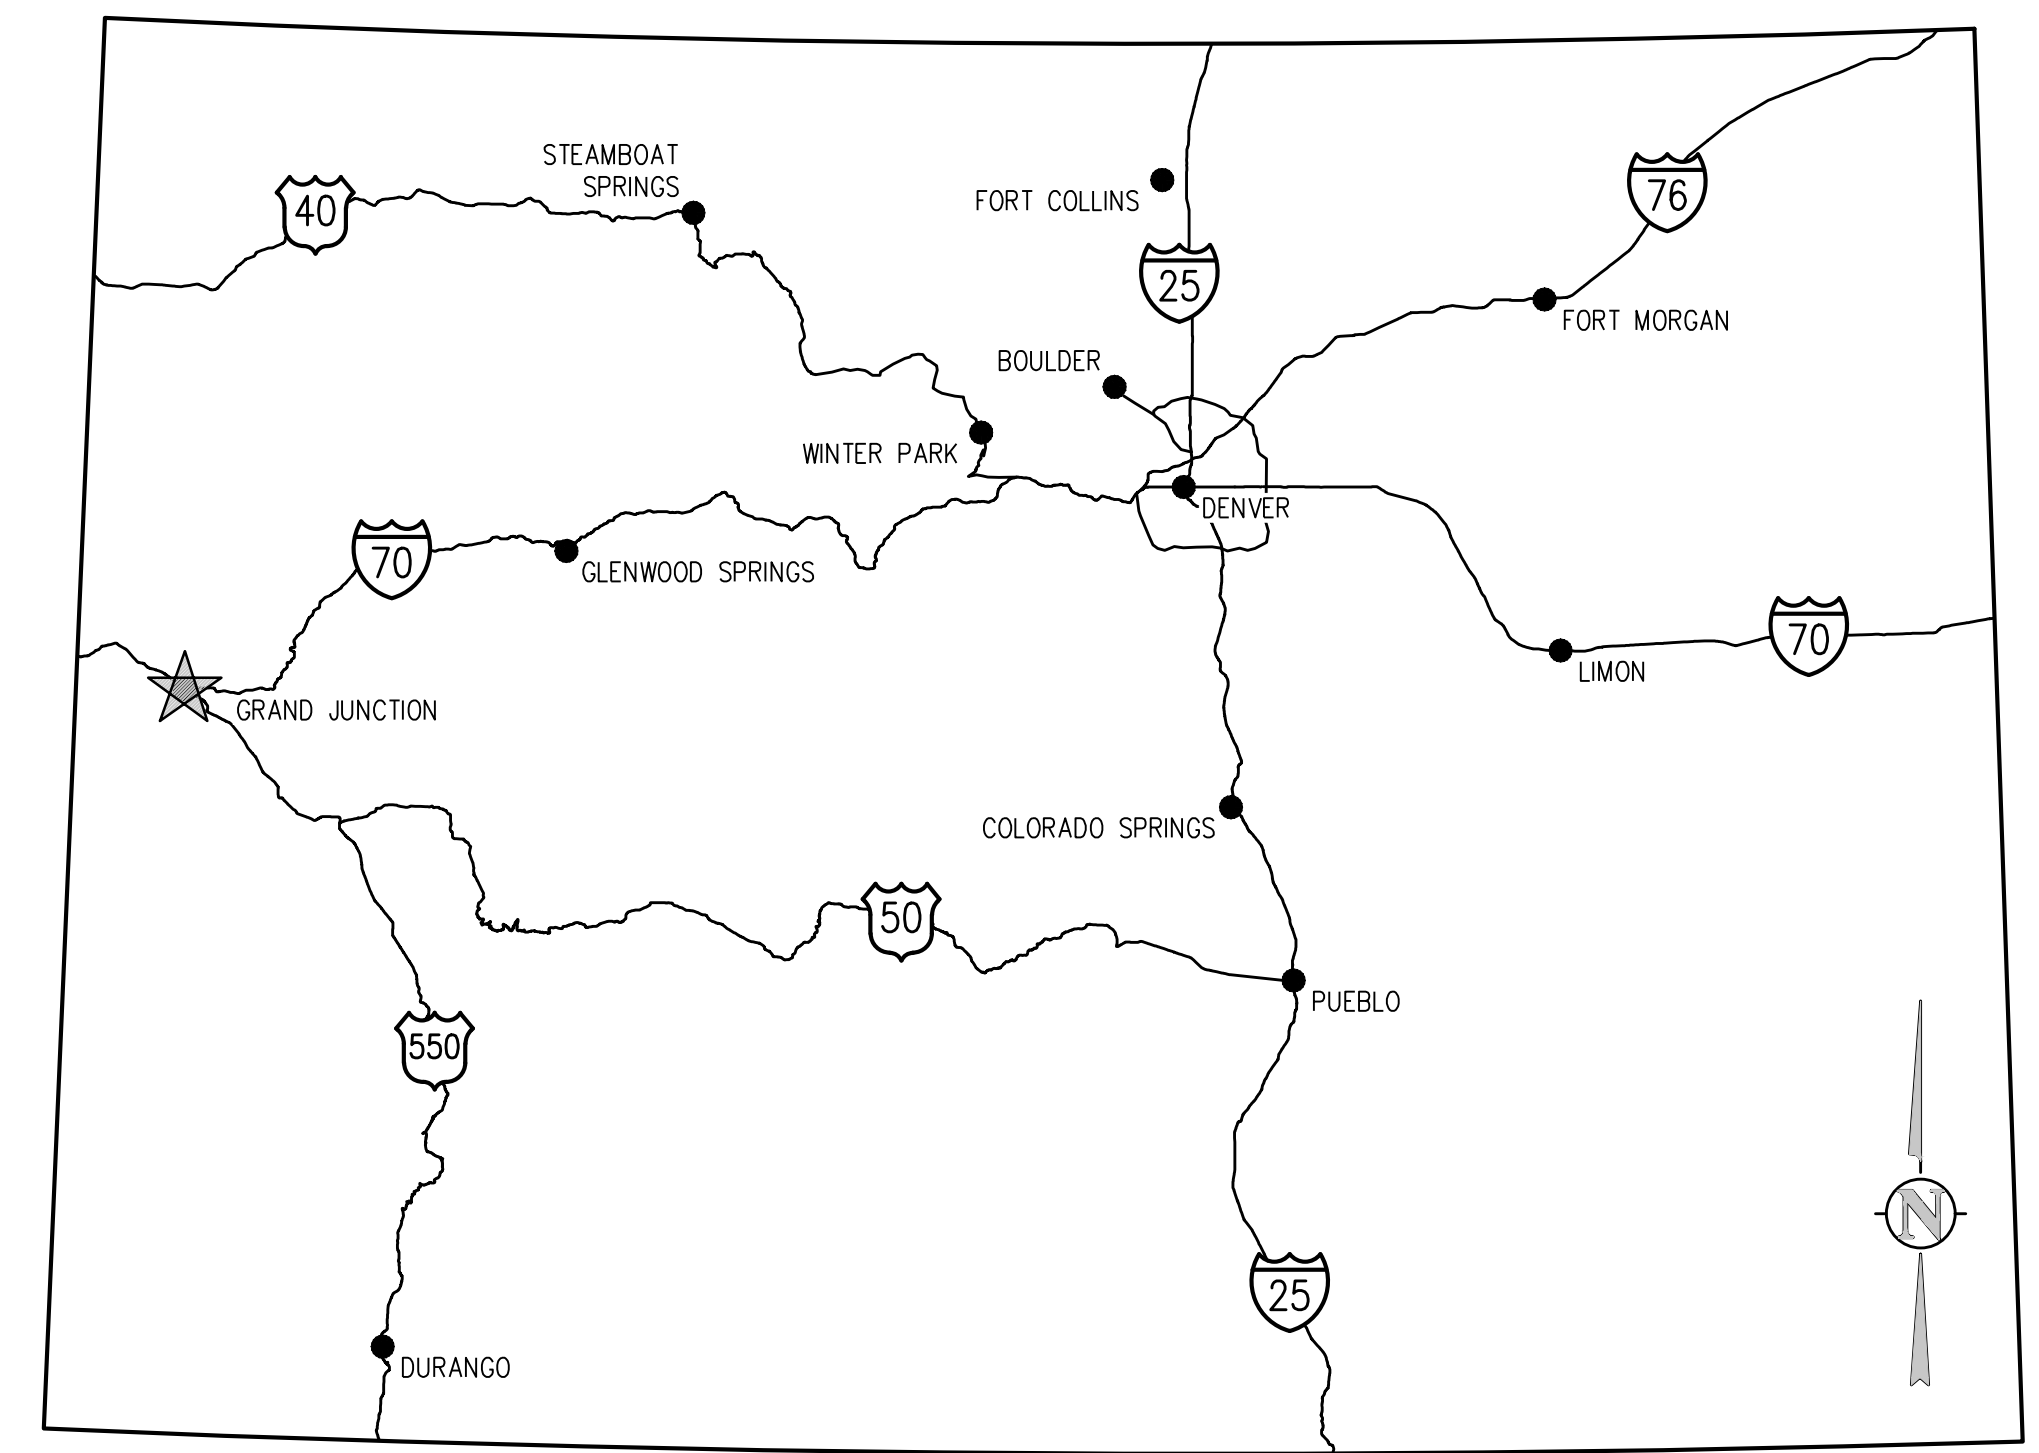 STEAMBOAT
SPRINGS
40
FORT COLLINS
76
25
FORT MORGAN
BOULDER
WINTER PARK
DENVER
70
GLENWOOD SPRINGS
70
LIMON
GRAND JUNCTION
COLORADO SPRINGS
50
PUEBLO
550
N
25
DURANGO